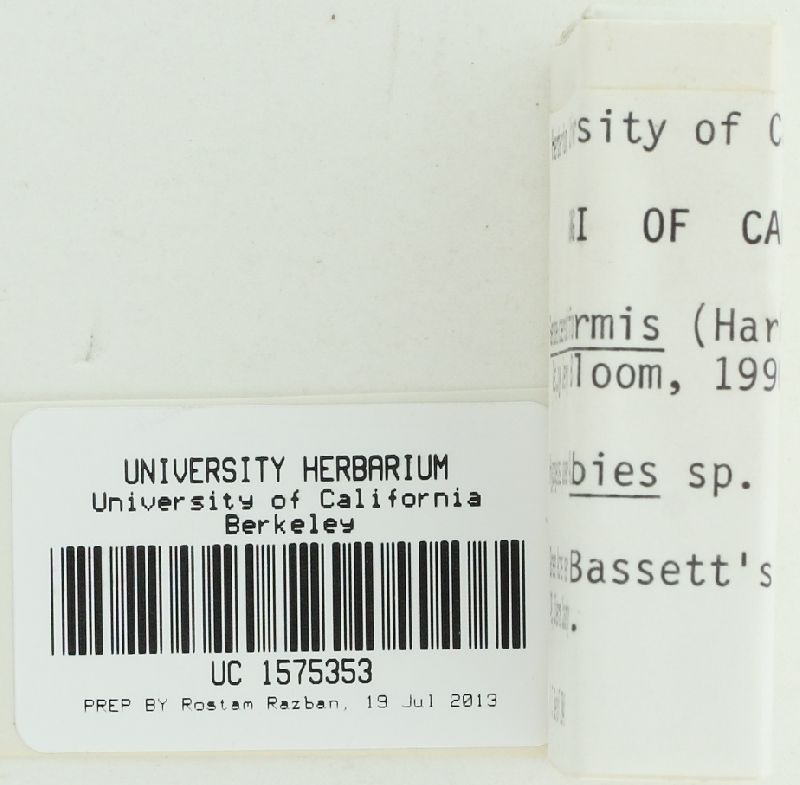 sity of C
I OF CA
rmis (Har
loom, 199
bies sp.
Bassett's
UNIVERSITY HERBARIUM
University of California
Berkeley
UC 1575353
PREP BY Rostam Razban, 19 Jul 2013